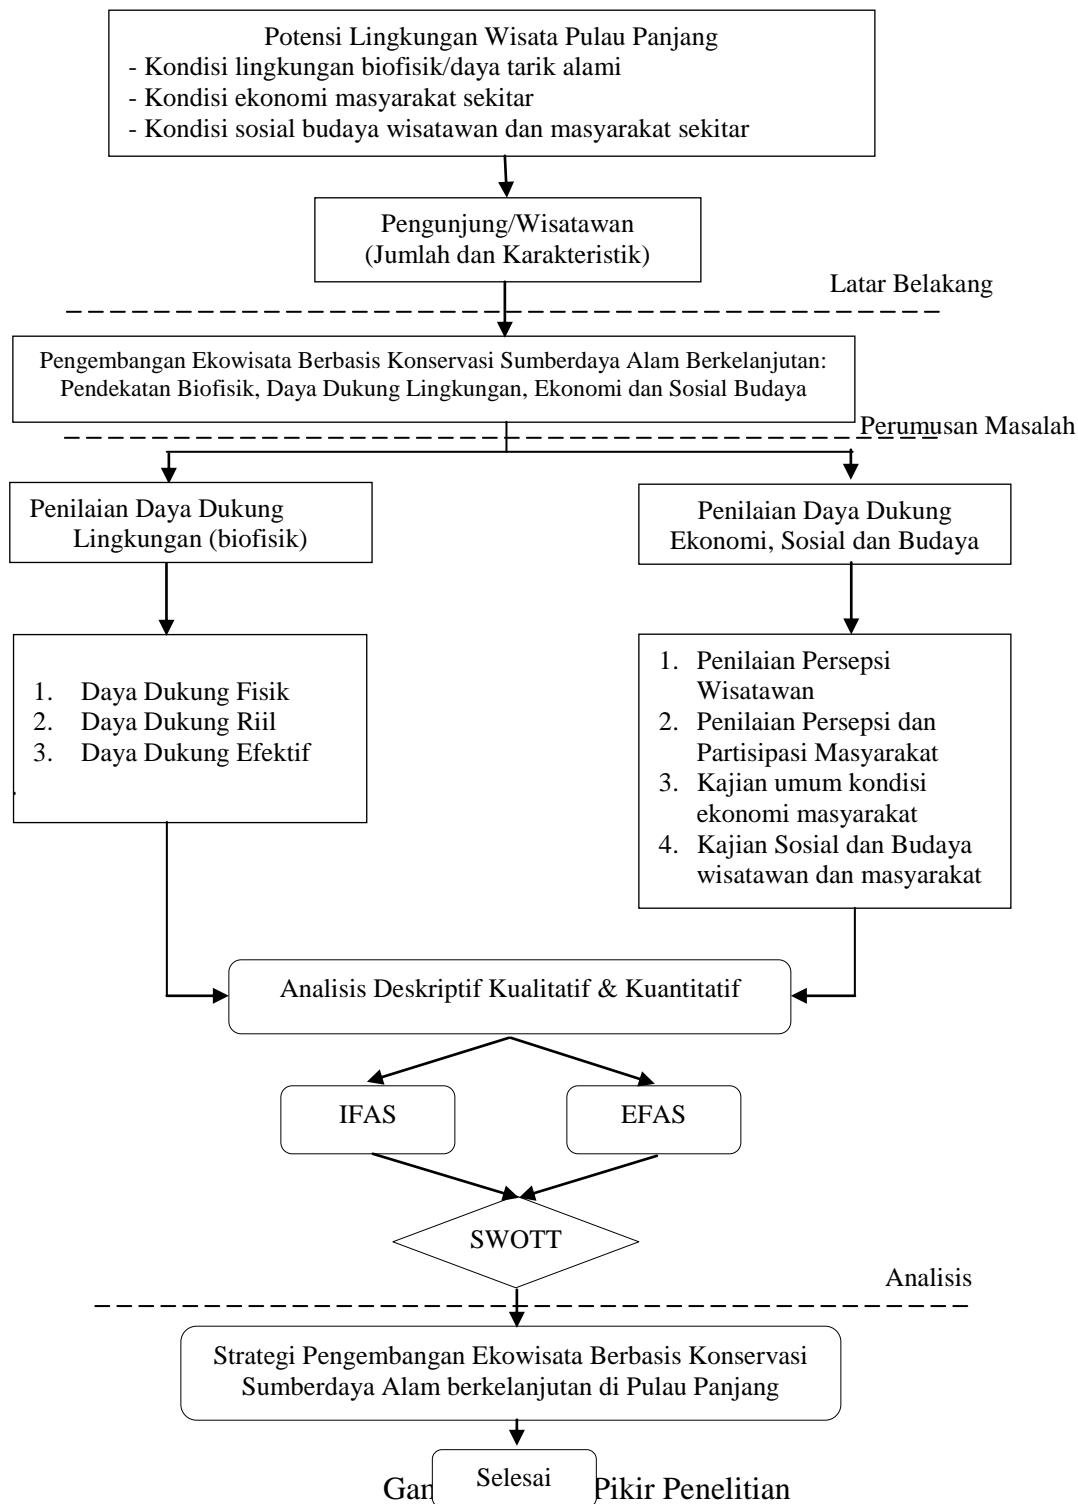 Potensi Lingkungan Wisata Pulau Panjang
- Kondisi lingkungan biofisik/daya tarik alami
- Kondisi ekonomi masyarakat sekitar
- Kondisi sosial budaya wisatawan dan masyarakat sekitar
Pengunjung/Wisatawan
(Jumlah dan Karakteristik)
Latar Belakang
Pengembangan Ekowisata Berbasis Konservasi Sumberdaya Alam Berkelanjutan:
Pendekatan Biofisik, Daya Dukung Lingkungan, Ekonomi dan Sosial Budaya
Perumusan Masalah
Penilaian Daya Dukung
Lingkungan (biofisik)
Penilaian Daya Dukung
Ekonomi, Sosial dan Budaya
1. Daya Dukung Fisik
2. Daya Dukung Riil
3. Daya Dukung Efektif
.
1. Penilaian Persepsi
Wisatawan
2. Penilaian Persepsi dan
Partisipasi Masyarakat
3. Kajian umum kondisi
ekonomi masyarakat
4. Kajian Sosial dan Budaya
wisatawan dan masyarakat
Analisis Deskriptif Kualitatif & Kuantitatif
IFAS
EFAS
SWOTT
Analisis
Strategi Pengembangan Ekowisata Berbasis Konservasi
Sumberdaya Alam berkelanjutan di Pulau Panjang
Selesai
Pikir Penelitian